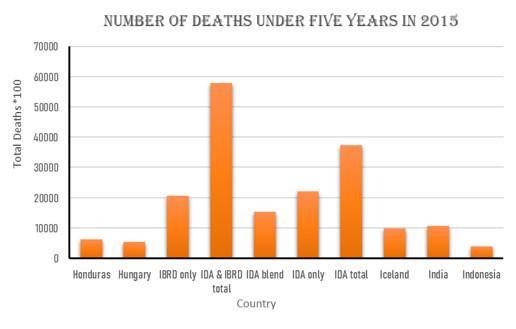 NUMBER OF DEATHS UNDER FIVE YEARS IN 2015
70000
60000
50000
40000
30000
20000
10000
0
Total Deaths *100
Honduras Hungary IBRD only IDA & IBRD IDA blend IDA only IDA total Iceland India Indonesia
total
Country